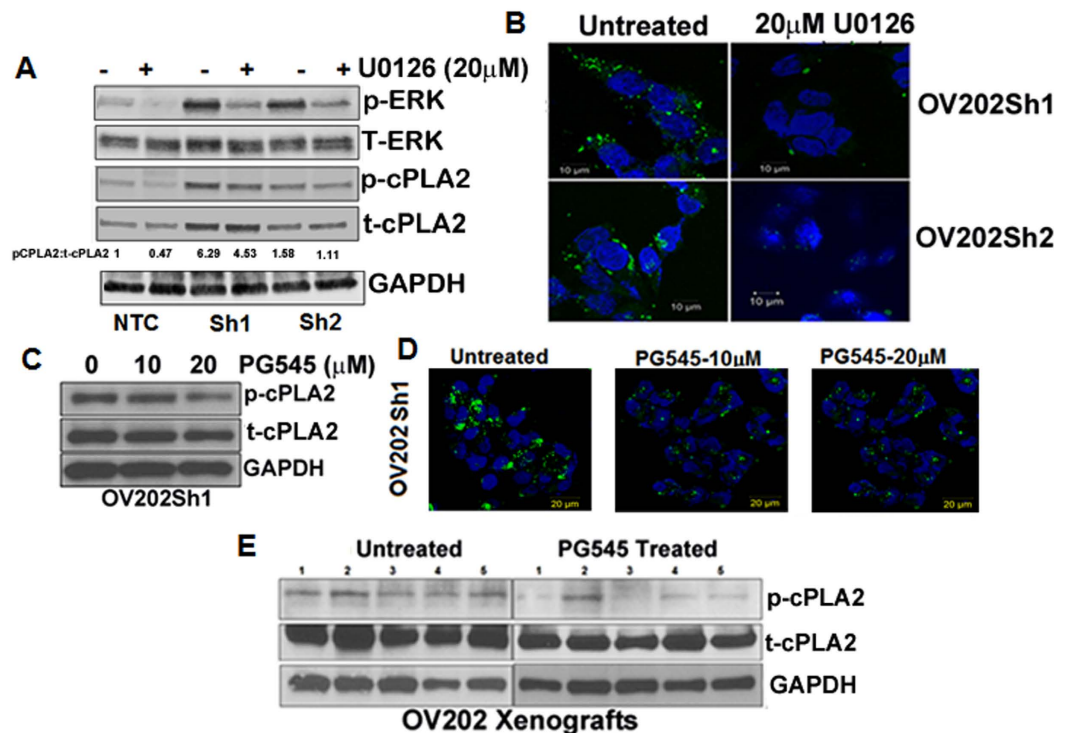 A
- + - + - + U0126 (20µM)
p-ERK
T-ERK
p-cPLA2
t-cPLA2
pCPLA2:t-cPLA2 1 0.47 6.29 4.53 1.58 1.11
GAPDH
NTC Sh1 Sh2
B
Untreated 20µM U0126
OV202Sh1
10 µm 10 µm
OV202Sh2
10 µm 10 µm
C
0 10 20 PG545 (µM)
p-cPLA2
t-cPLA2
GAPDH
OV202Sh1
D
Untreated PG545-10µM PG545-20µM
OV202Sh1
20 µm 20 µm 20 µm
E
Untreated PG545 Treated
1 2 3 4 5 1 2 3 4 5
p-cPLA2
t-cPLA2
GAPDH
OV202 Xenografts